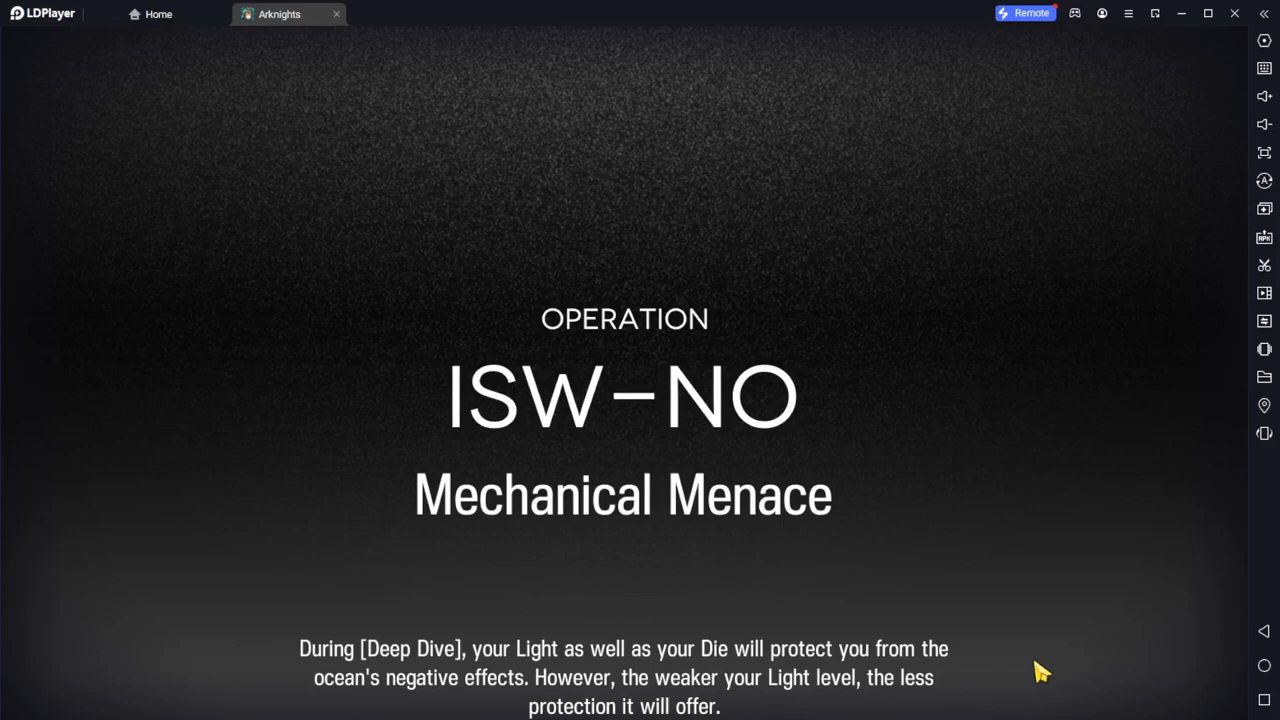 LDPlayer
Home
Arknights
Remote
OPERATION
ISW-NO
Mechanical Menace
During [Deep Dive], your Light as well as your Die will protect you from the
ocean's negative effects. However, the weaker your Light level, the less
protection it will offer.